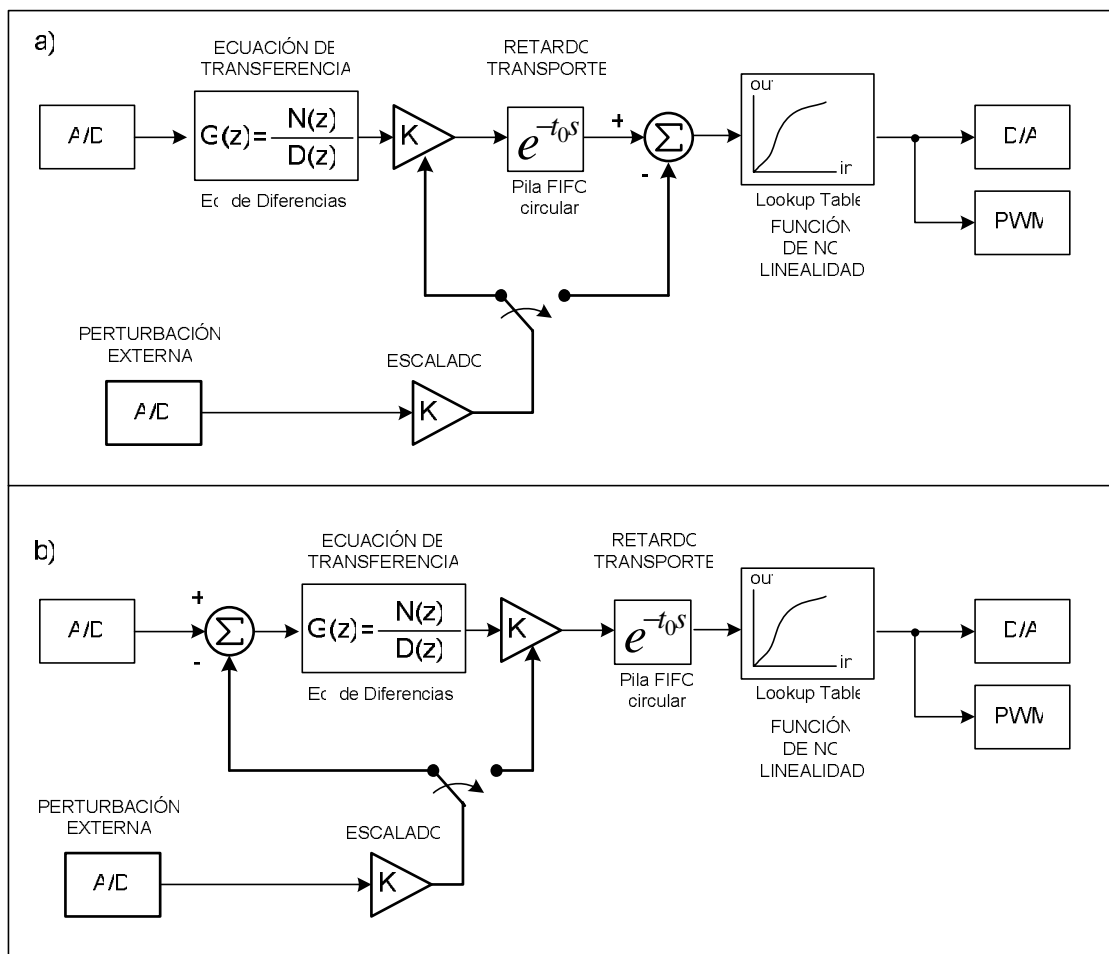 a)
ECUACIÓN DE
TRANSFERENCIA
RETARDO
TRANSPORTE
out
A/D
G(z) = N(z) / D(z)
K
e^{-t_0 s}
+
Σ
-
in
D/A
PWM
Ec. de Diferencias
Pila FIFO
circular
Lookup Table
FUNCIÓN
DE NO
LINEALIDAD
PERTURBACIÓN
EXTERNA
ESCALADO
A/D
K
b)
ECUACIÓN DE
TRANSFERENCIA
RETARDO
TRANSPORTE
out
A/D
+
Σ
-
G(z) = N(z) / D(z)
K
e^{-t_0 s}
in
D/A
PWM
Ec. de Diferencias
Pila FIFO
circular
Lookup Table
FUNCIÓN
DE NO
LINEALIDAD
PERTURBACIÓN
EXTERNA
ESCALADO
A/D
K